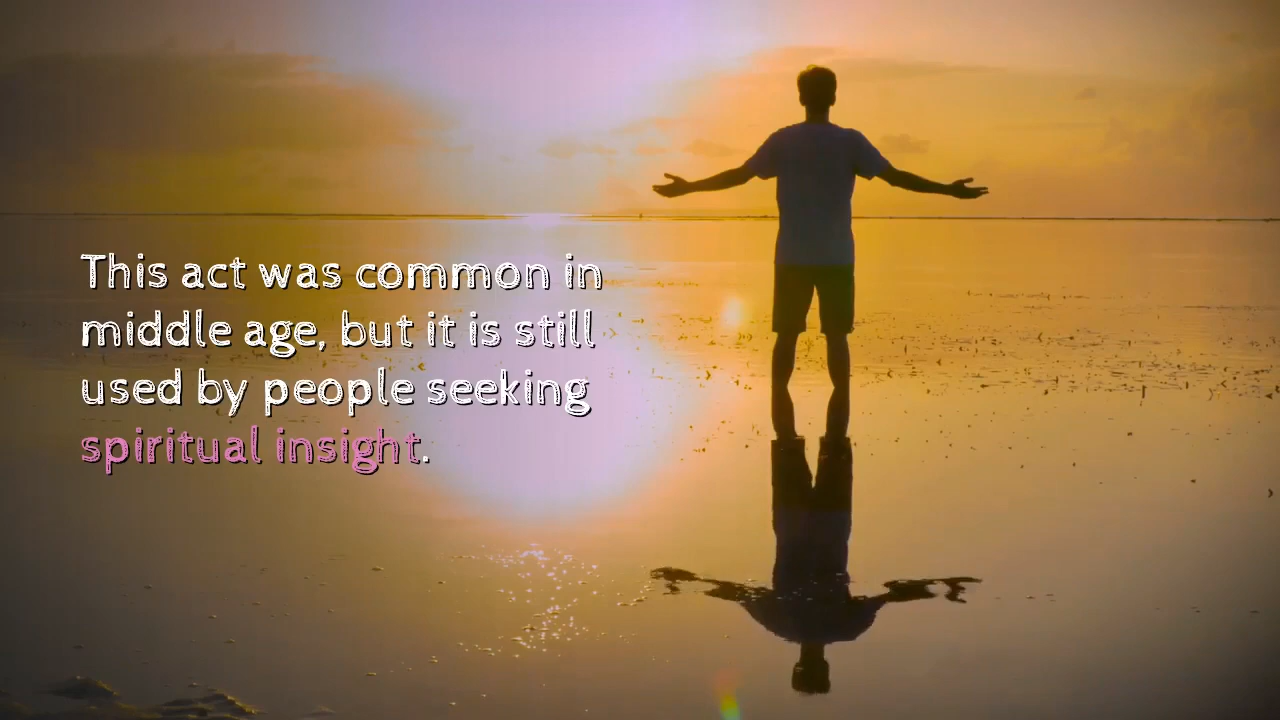 This act was common in
middle age, but it is still
used by people seeking
spiritual insight.